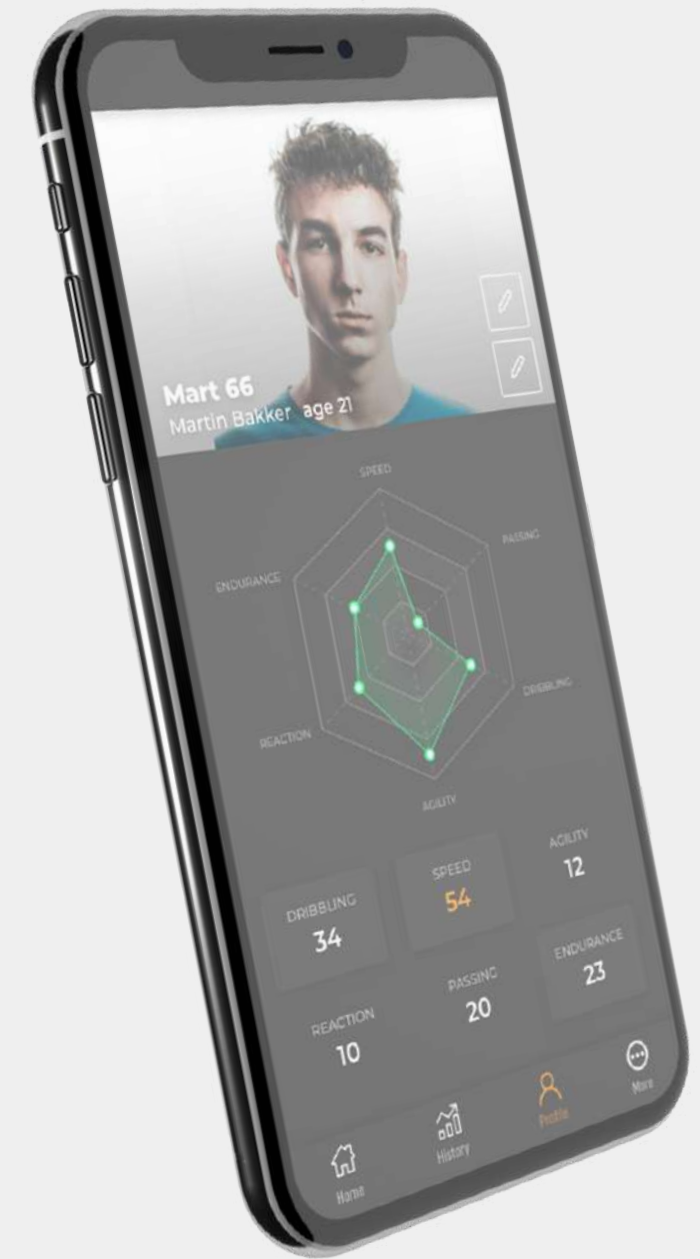 Mart 66
Martin Bakker age 21
SPEED
PASSING
ENDURANCE
DRIBBLING
REACTION
AGILITY
DRIBBLING
34
SPEED
54
AGILITY
12
REACTION
10
PASSING
20
ENDURANCE
23
Home
History
Profile
More